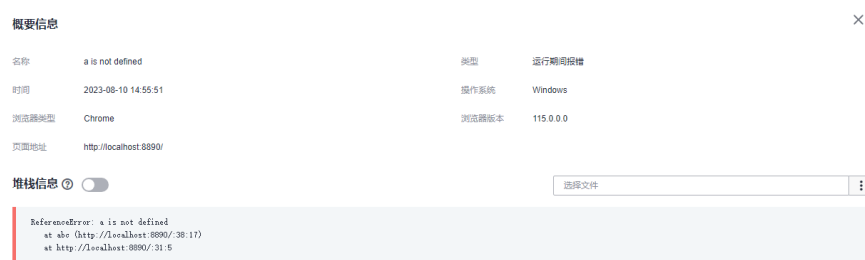 概要信息
名称 a is not defined 类型 运行期间报错
时间 2023-08-10 14:55:51 操作系统 Windows
浏览器类型 Chrome 浏览器版本 115.0.0.0
页面地址 http://localhost:8890/
堆栈信息 ? 选择文件
ReferenceError: a is not defined
at abc (http://localhost:8890/:38:17)
at http://localhost:8890/:31:5